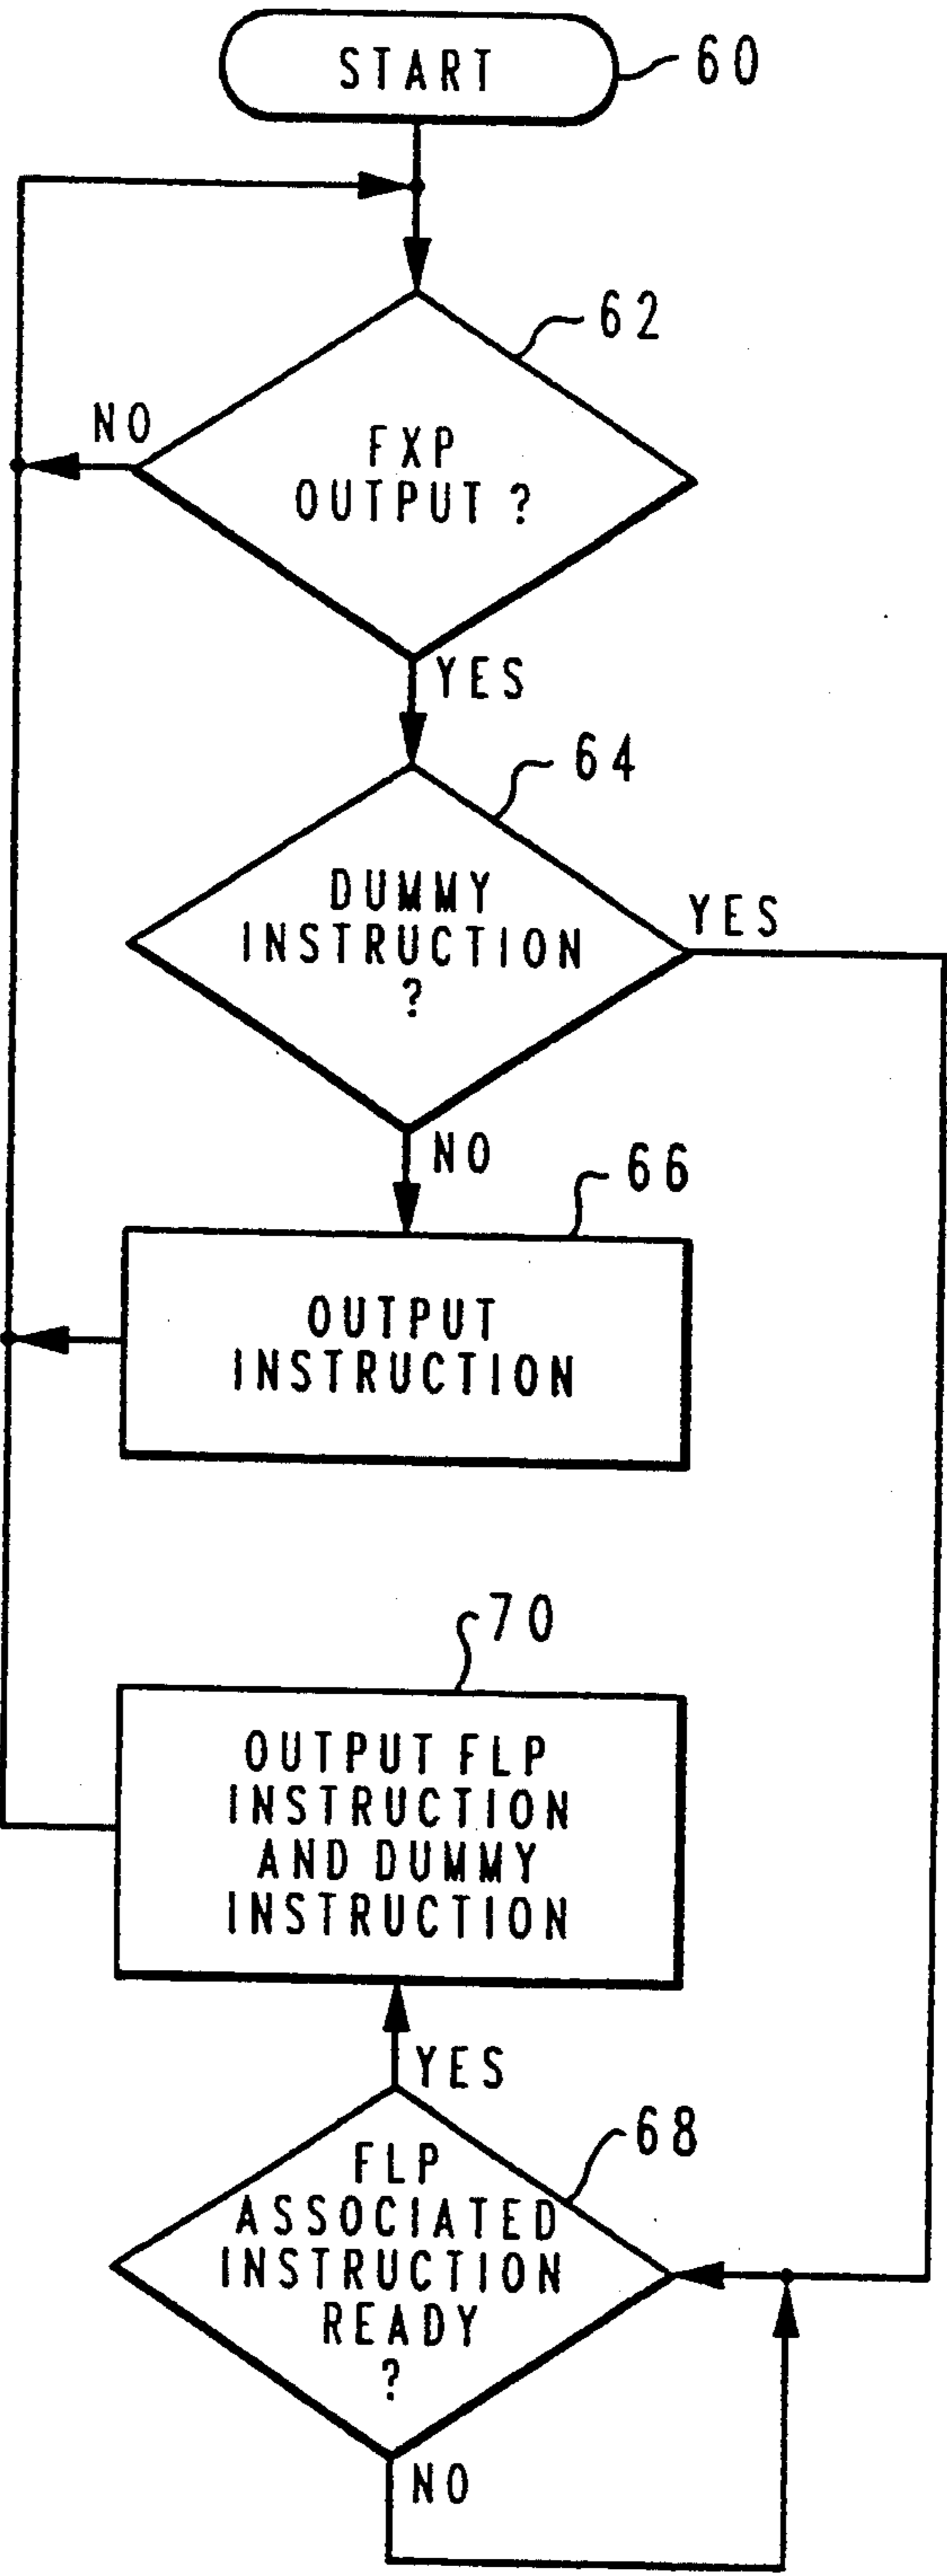 START
60
62
NO
FXP
OUTPUT ?
YES
64
DUMMY
INSTRUCTION
?
YES
NO
66
OUTPUT
INSTRUCTION
70
OUTPUT FLP
INSTRUCTION
AND DUMMY
INSTRUCTION
YES
68
FLP
ASSOCIATED
INSTRUCTION
READY
?
NO